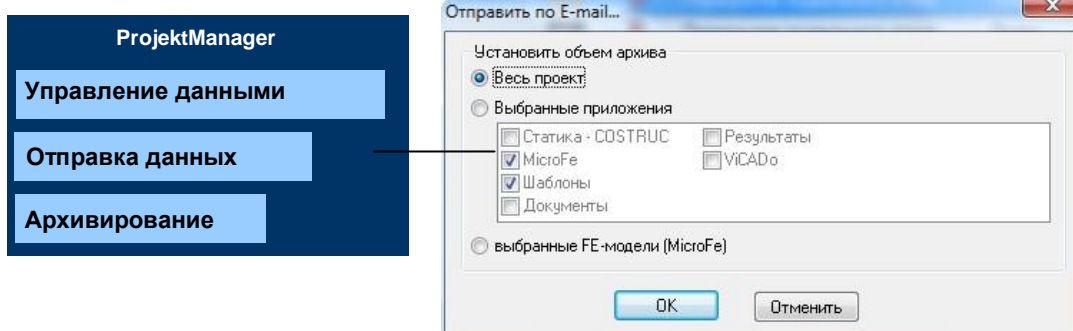 ProjektManager
Управление данными
Отправка данных
Архивирование
Отправить по E-mail...
Установить объем архива
Весь проект
Выбранные приложения
Статика - COSTRUC
Результаты
MicroFe
ViCADo
Шаблоны
Документы
выбранные FE-модели (MicroFe)
OK
Отменить